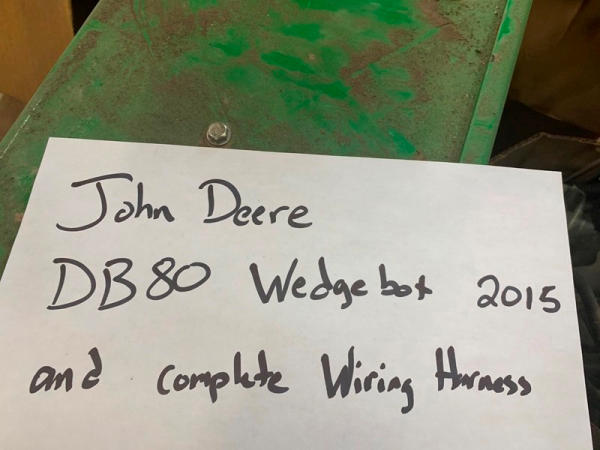 John Deere
DB80 Wedgebox 2015
and complete Wiring Harness